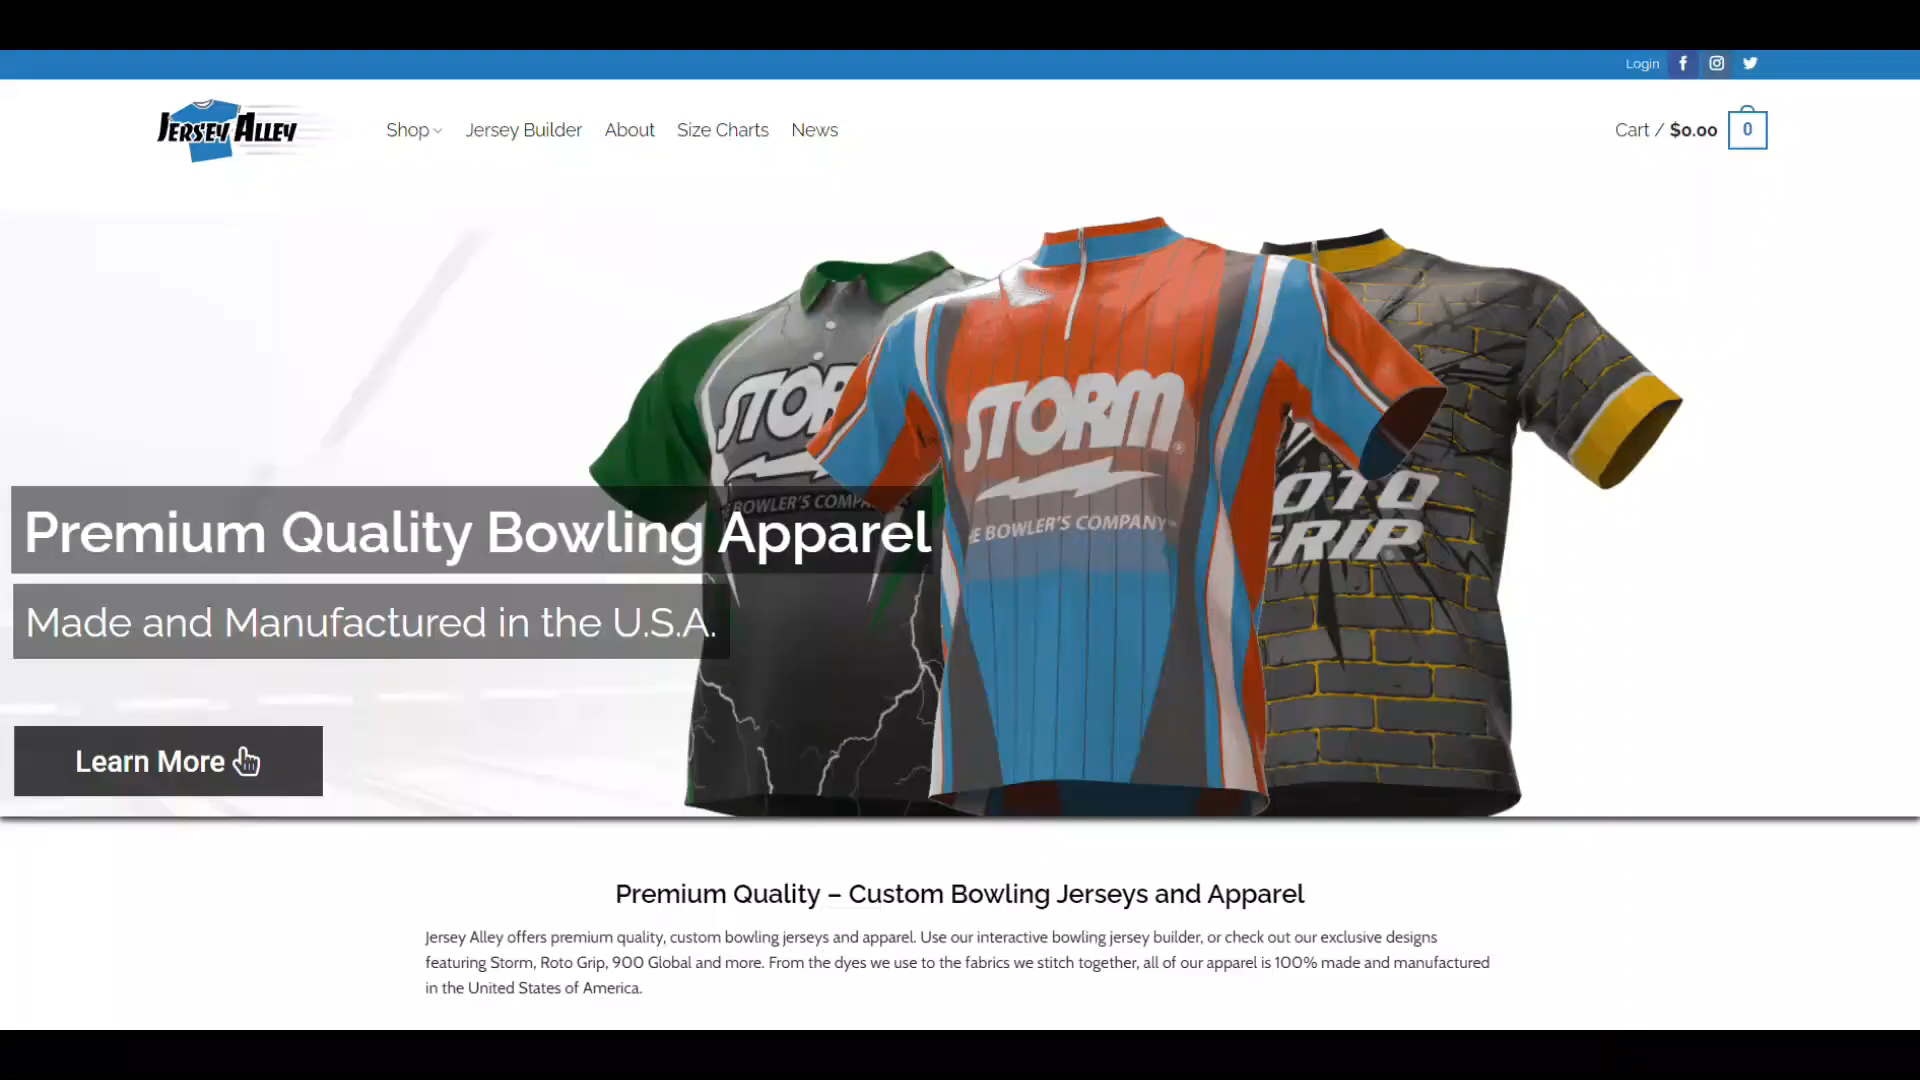 Login
JERSEY ALLEY
Shop
Jersey Builder
About
Size Charts
News
Cart / $0.00
0
STOR
BOWLER'S COMP
STORM®
HE BOWLER'S COMPANY
OTO
GRIP®
Premium Quality Bowling Apparel
Made and Manufactured in the U.S.A.
Learn More
Premium Quality – Custom Bowling Jerseys and Apparel
Jersey Alley offers premium quality, custom bowling jerseys and apparel. Use our interactive bowling jersey builder, or check out our exclusive designs
featuring Storm, Roto Grip, 900 Global and more. From the dyes we use to the fabrics we stitch together, all of our apparel is 100% made and manufactured
in the United States of America.